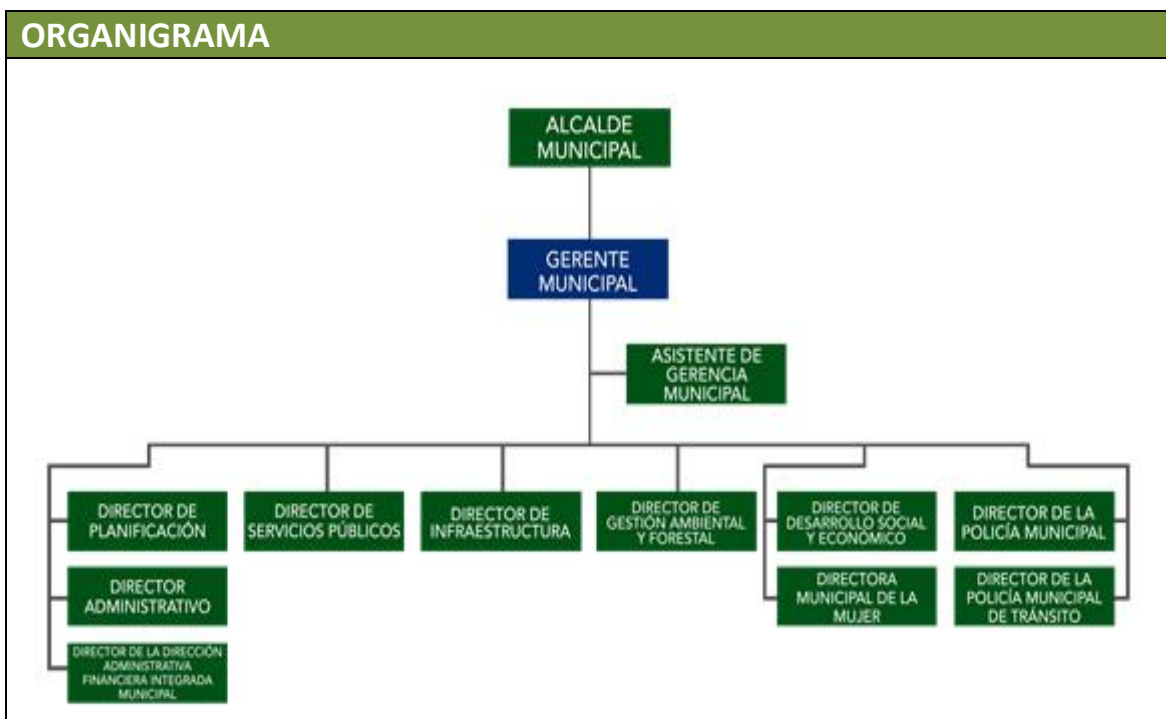 ORGANIGRAMA
ALCALDE
MUNICIPAL
GERENTE
MUNICIPAL
ASISTENTE DE
GERENCIA
MUNICIPAL
DIRECTOR DE
PLANIFICACIÓN
DIRECTOR DE
SERVICIOS PÚBLICOS
DIRECTOR DE
INFRAESTRUCTURA
DIRECTOR DE
GESTIÓN AMBIENTAL
Y FORESTAL
DIRECTOR DE
DESARROLLO SOCIAL
Y ECONÓMICO
DIRECTOR DE LA
POLICÍA MUNICIPAL
DIRECTOR
ADMINISTRATIVO
DIRECTORA
MUNICIPAL DE LA
MUJER
DIRECTOR DE LA
POLICÍA MUNICIPAL
DE TRÁNSITO
DIRECTOR DE LA DIRECCIÓN
ADMINISTRATIVA
FINANCIERA INTEGRADA
MUNICIPAL